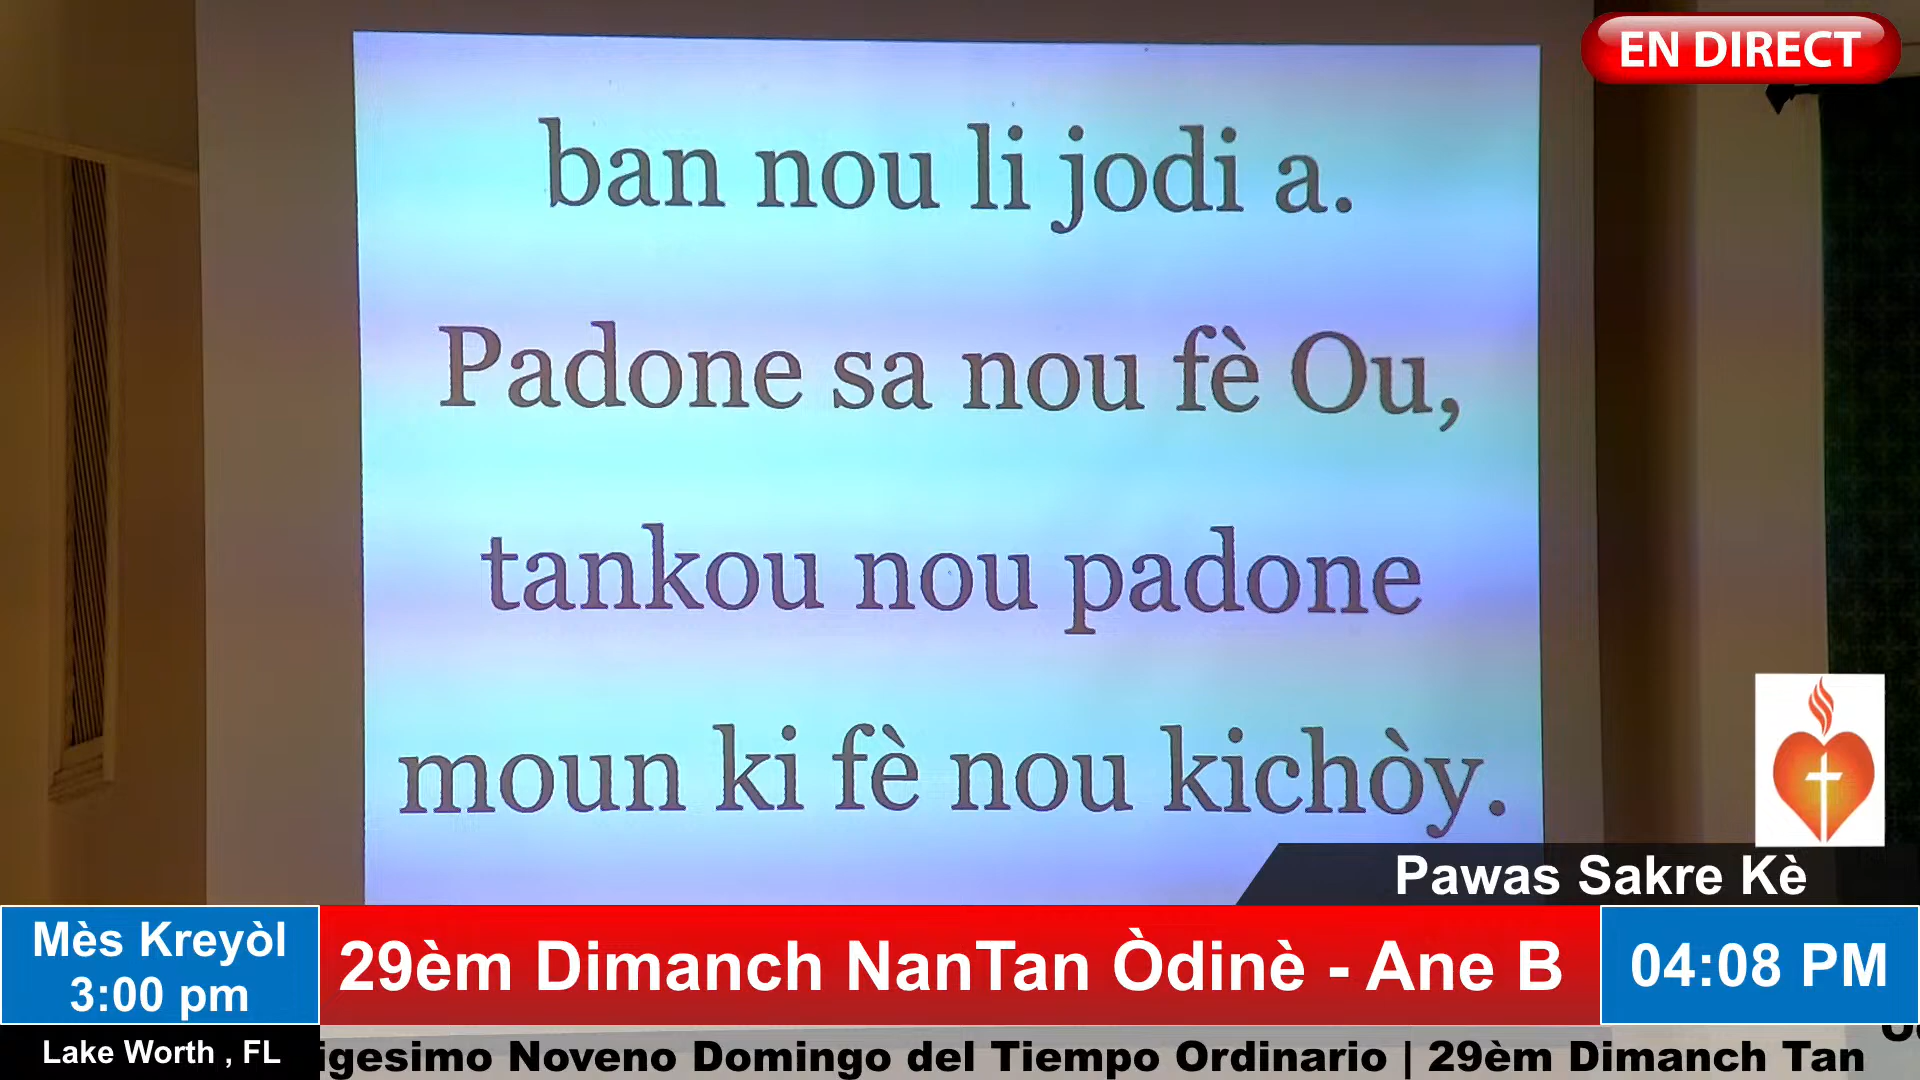 EN DIRECT
ban nou li jodi a.
Padone sa nou fè Ou,
tankou nou padone
moun ki fè nou kichòy.
Pawas Sakre Kè
Mès Kreyòl
3:00 pm
29èm Dimanch NanTan Òdinè - Ane B
04:08 PM
Lake Worth , FL
igesimo Noveno Domingo del Tiempo Ordinario | 29èm Dimanch Tan